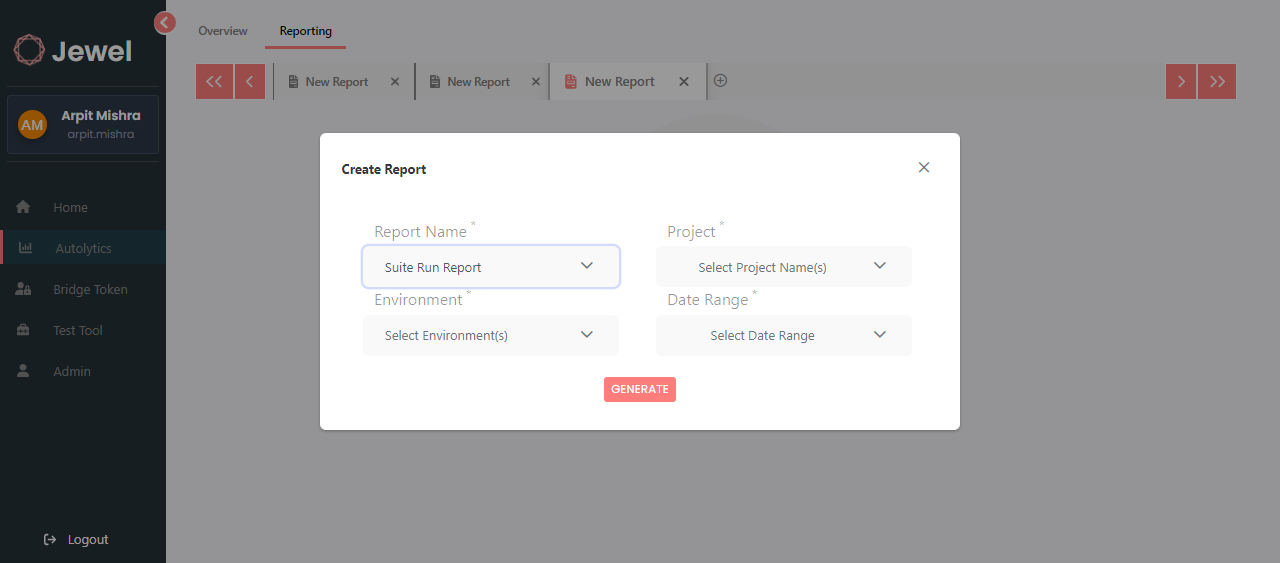 Jewel
AM
Arpit Mishra
arpit.mishra
Home
Autolytics
Bridge Token
Test Tool
Admin
Logout
Overview Reporting
New Report New Report New Report
Create Report
Report Name * Project *
Suite Run Report Select Project Name(s)
Environment * Date Range *
Select Environment(s) Select Date Range
GENERATE